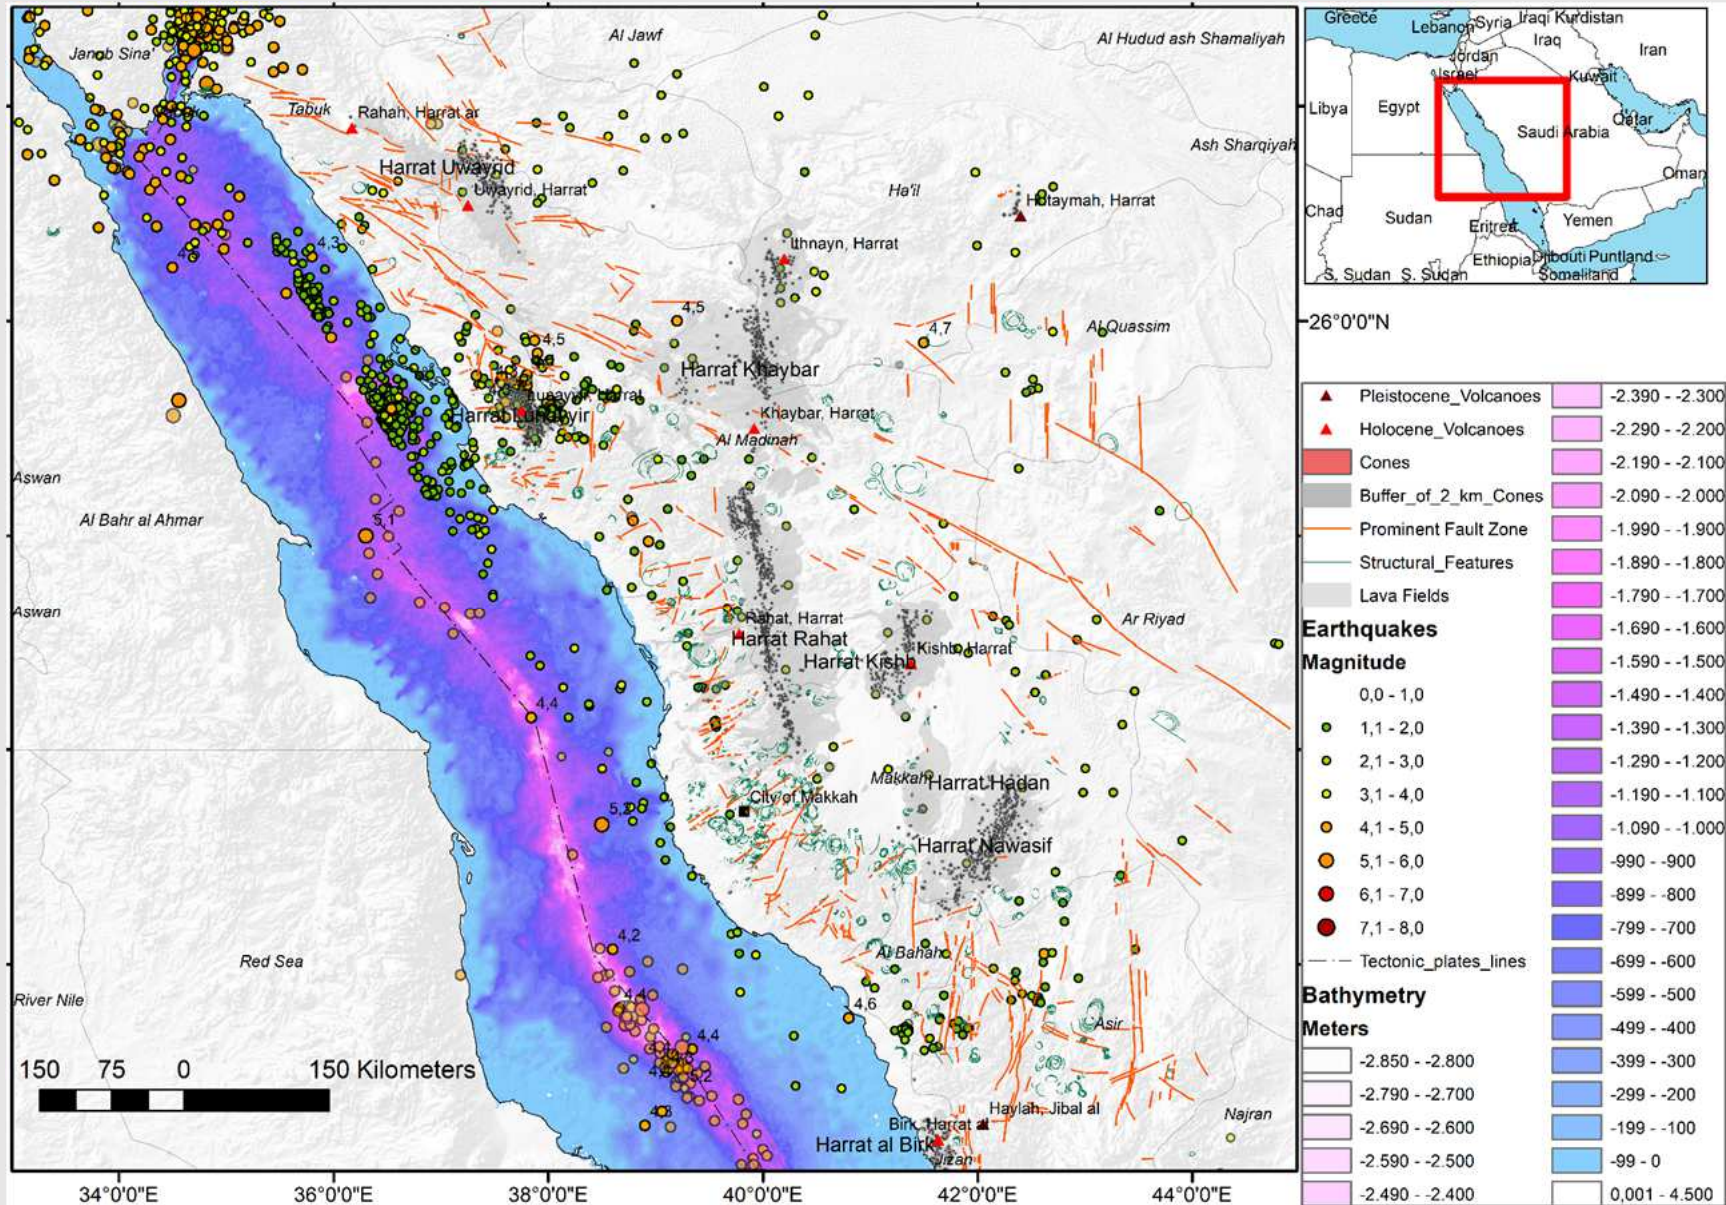 Janob Sina'
Al Jawf
Al Hudud ash Shamaliyah
Tabuk
Rahah, Harrat ar
Ash Sharqiyah
Harrat Uwayrid
Uwayrid, Harrat
Ha'il
Hutaymah, Harrat
4,3
Ithnayn, Harrat
4,5
4,7
Al Quassim
4,5
Harrat Khaybar
Lunayyir, Harrat
Harrat Lunayyir
Khaybar, Harrat
Al Madinah
Aswan
Al Bahr al Ahmar
5,1
Aswan
Rahat, Harrat
Harrat Rahat
Ar Riyad
Kishb, Harrat
Harrat Kishb
4,4
Makkah
Harrat Hadan
City of Makkah
5,2
Harrat Nawasif
4,2
Al Bahah
Red Sea
River Nile
4,4
4,6
Asir
4,4
5,2
4,3
Haylah, Jibal al
Birk, Harrat al
Harrat al Birk
Jizan
Najran
150 75 0 150 Kilometers
34°0'0"E 36°0'0"E 38°0'0"E 40°0'0"E 42°0'0"E 44°0'0"E
Greece
Lebanon
Syria
Iraqi Kurdistan
Iraq
Iran
Jordan
Israel
Kuwait
Libya
Egypt
Qatar
Saudi Arabia
Oman
Chad
Sudan
Eritrea
Yemen
Ethiopia
Djibouti
Puntland
S. Sudan
S. Sudan
Somaliland
26°0'0"N
Pleistocene_Volcanoes
Holocene_Volcanoes
Cones
Buffer_of_2_km_Cones
Prominent Fault Zone
Structural_Features
Lava Fields
Earthquakes
Magnitude
0,0 - 1,0
1,1 - 2,0
2,1 - 3,0
3,1 - 4,0
4,1 - 5,0
5,1 - 6,0
6,1 - 7,0
7,1 - 8,0
Tectonic_plates_lines
Bathymetry
Meters
-2.850 - -2.800
-2.790 - -2.700
-2.690 - -2.600
-2.590 - -2.500
-2.490 - -2.400
-2.390 - -2.300
-2.290 - -2.200
-2.190 - -2.100
-2.090 - -2.000
-1.990 - -1.900
-1.890 - -1.800
-1.790 - -1.700
-1.690 - -1.600
-1.590 - -1.500
-1.490 - -1.400
-1.390 - -1.300
-1.290 - -1.200
-1.190 - -1.100
-1.090 - -1.000
-990 - -900
-899 - -800
-799 - -700
-699 - -600
-599 - -500
-499 - -400
-399 - -300
-299 - -200
-199 - -100
-99 - 0
0,001 - 4.500